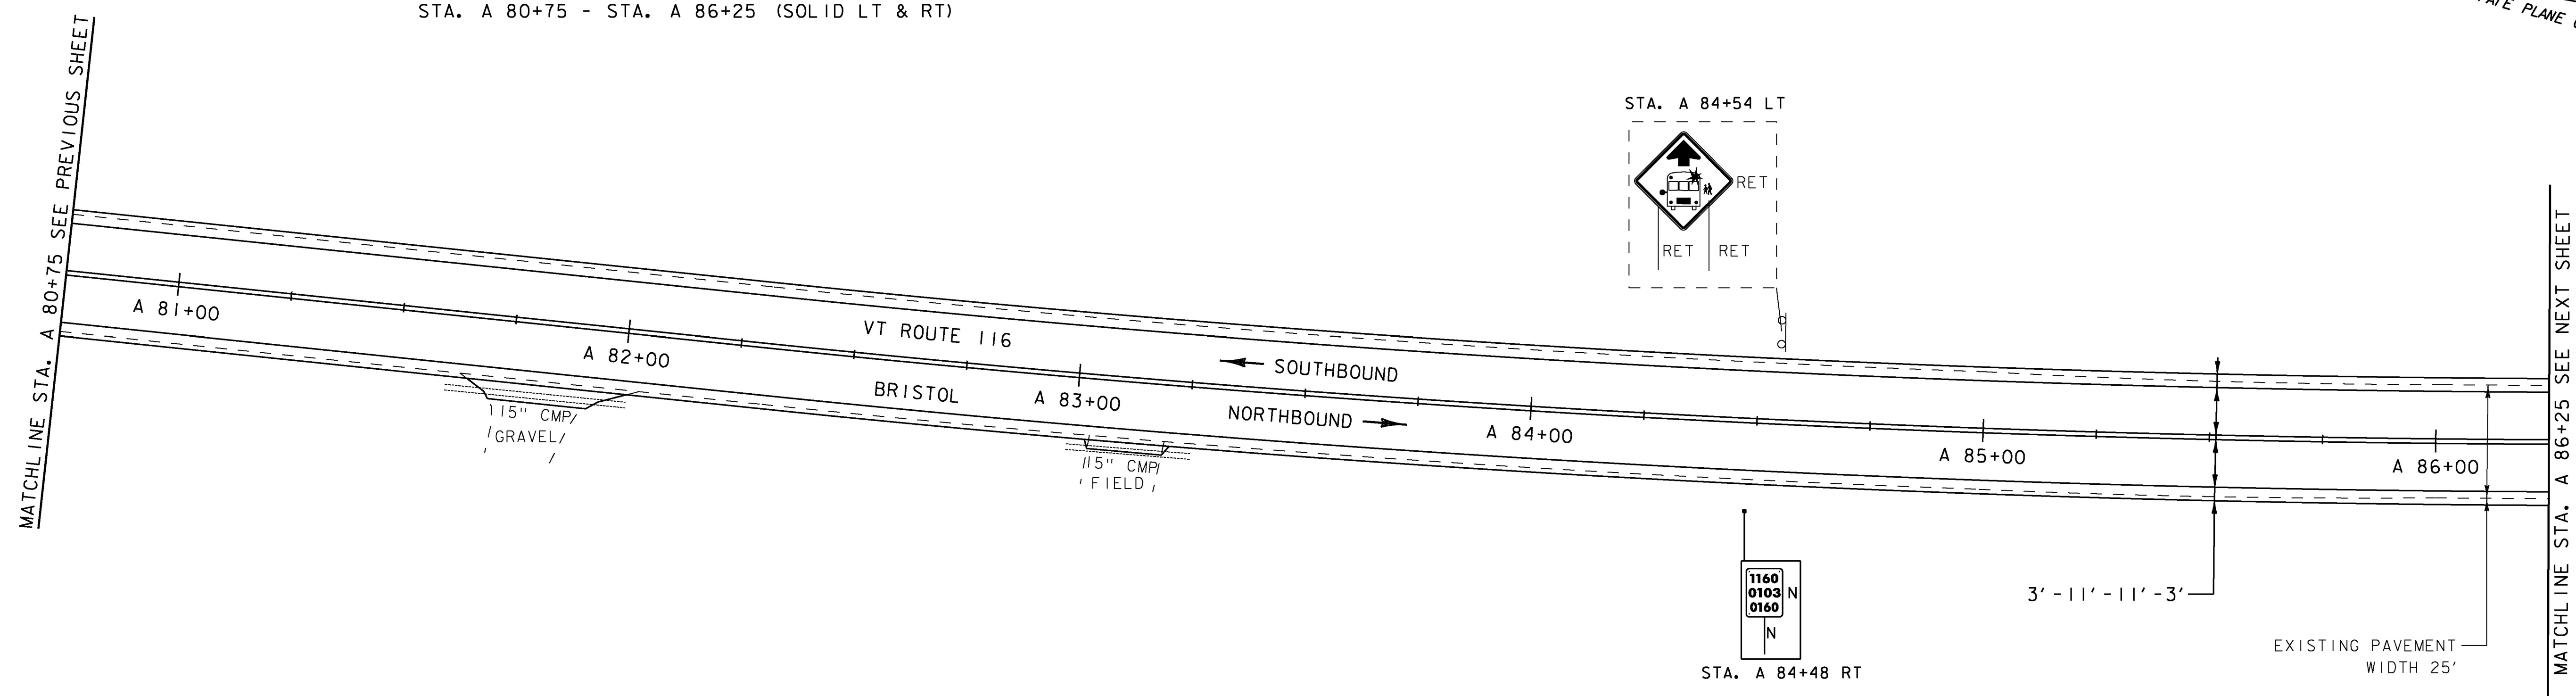 STA. A 80+75 - STA. A 86+25 (SOLID LT & RT)
MATCHLINE STA. A 80+75 SEE PREVIOUS SHEET
STA. A 84+54 LT
RET
RET RET
A 81+00
A 82+00
VT ROUTE 116
SOUTHBOUND
BRISTOL
A 83+00
NORTHBOUND
A 84+00
A 85+00
A 86+00
15" CMP
GRAVEL
15" CMP
FIELD
1160
0103 N
0160
N
STA. A 84+48 RT
3'-11'-11'-3'
EXISTING PAVEMENT
WIDTH 25'
MATCHLINE STA. A 86+25 SEE NEXT SHEET